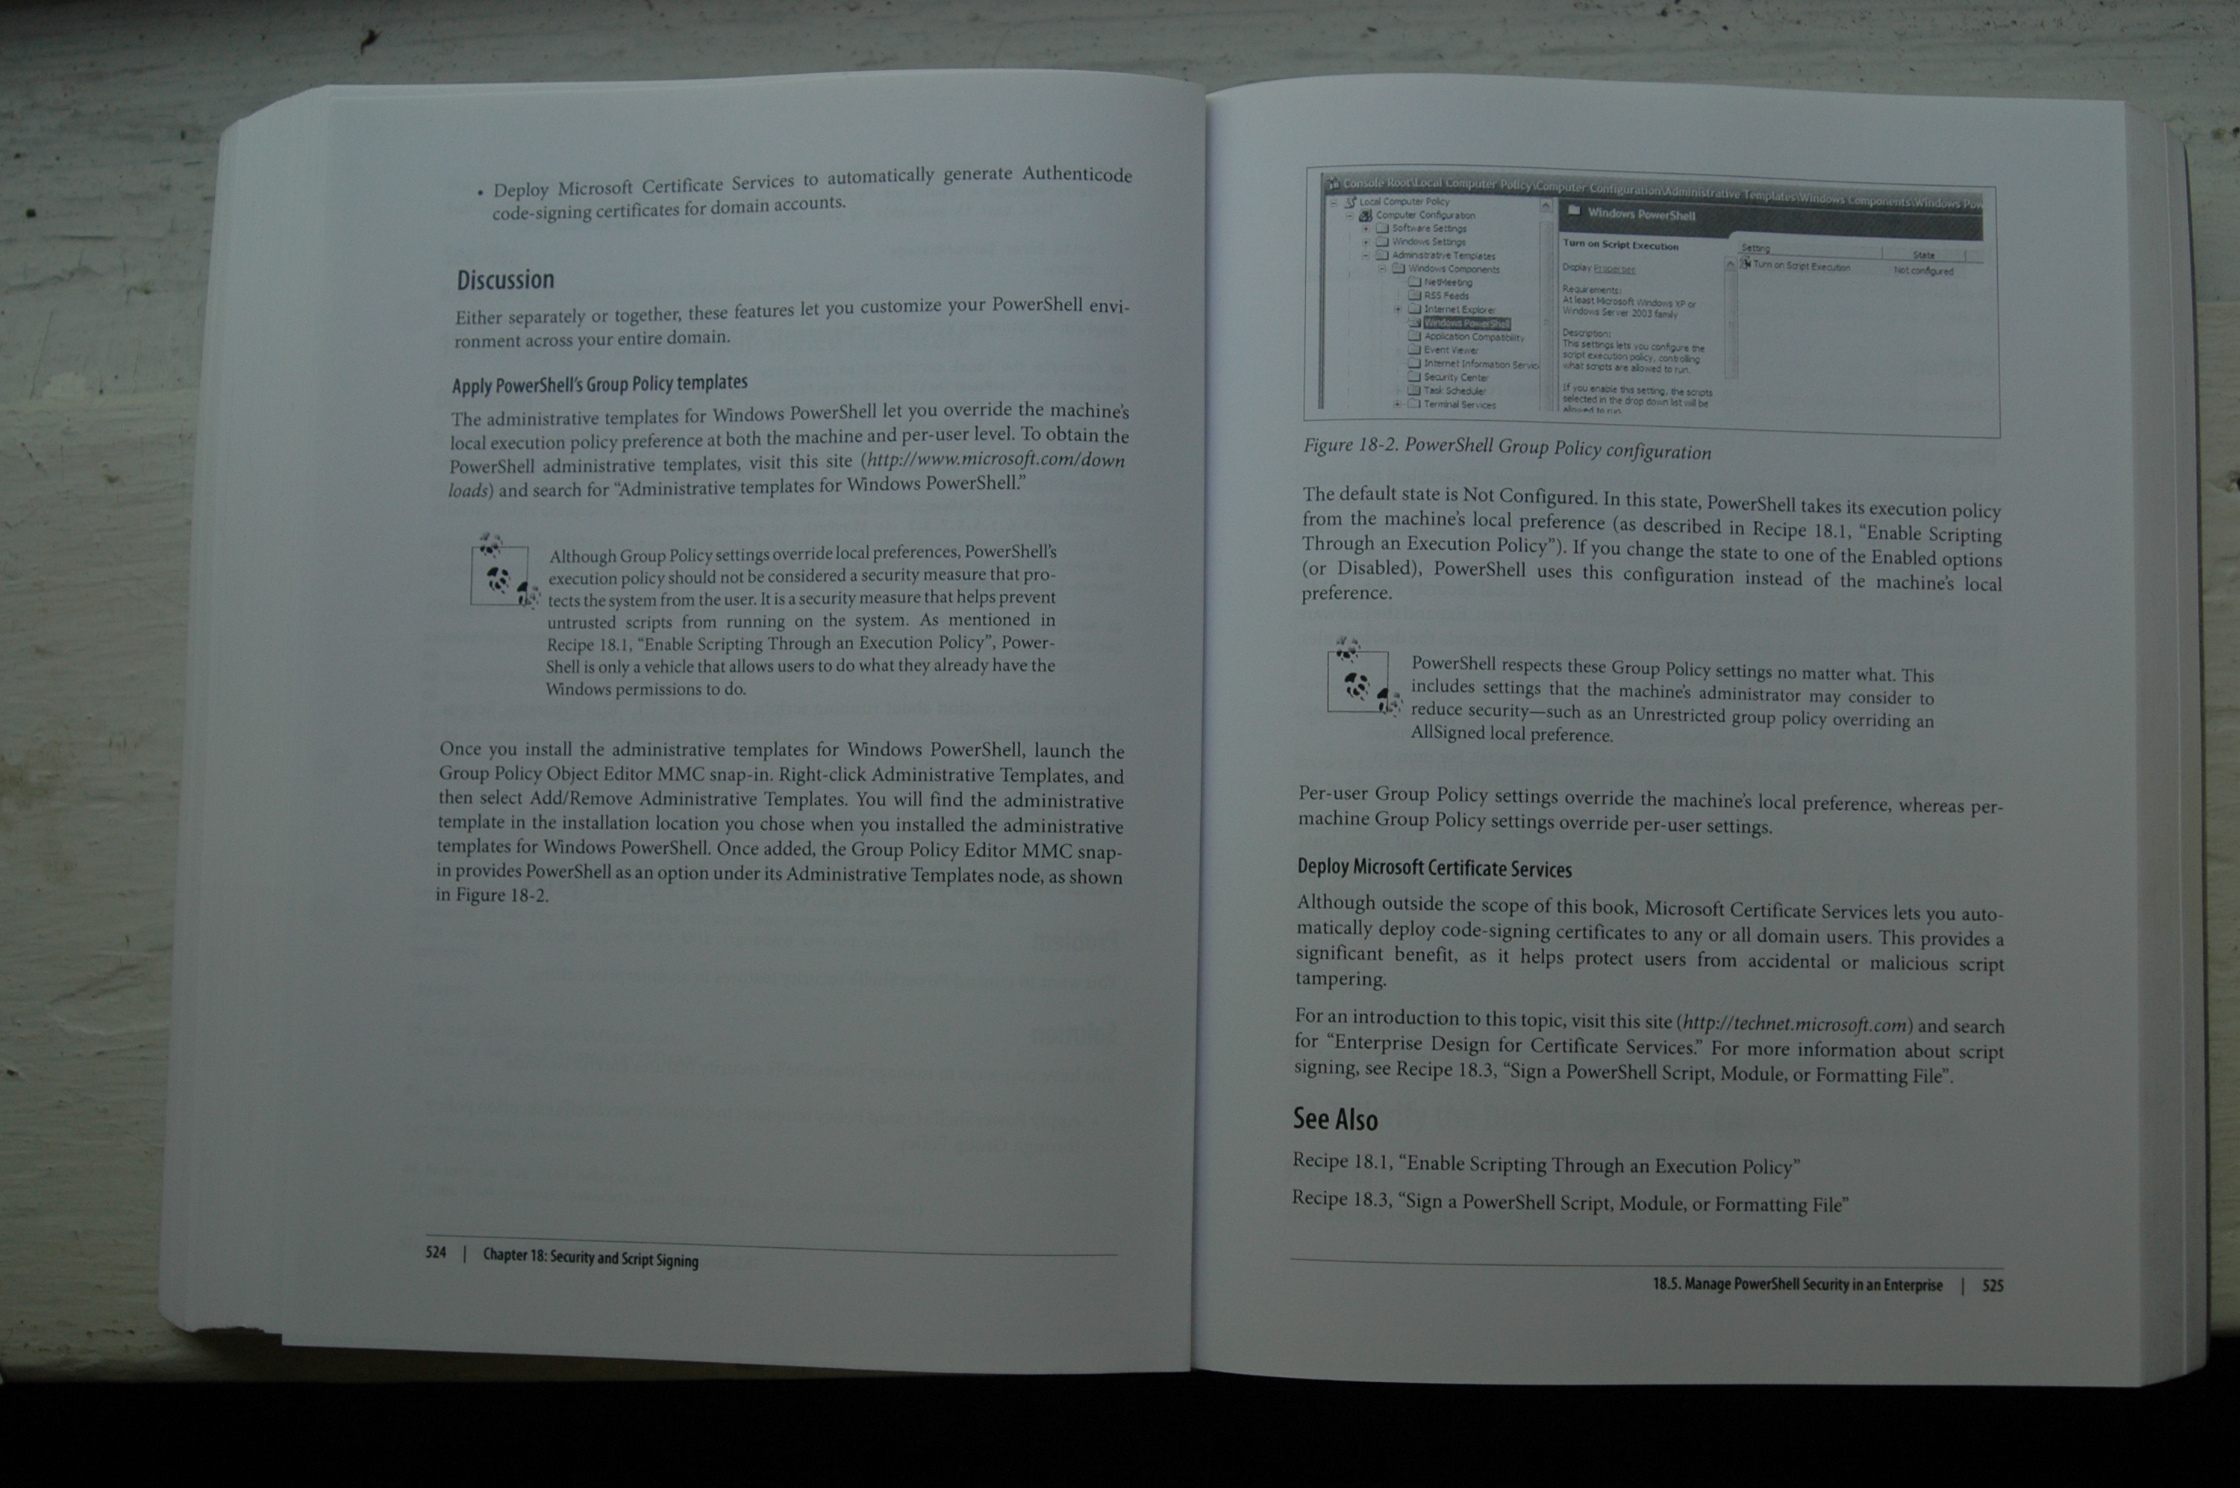 • Deploy Microsoft Certificate Services to automatically generate Authenticode
code-signing certificates for domain accounts.
Discussion
Either separately or together, these features let you customize your PowerShell envi-
ronment across your entire domain.
Apply PowerShell's Group Policy templates
The administrative templates for Windows PowerShell let you override the machine's
local execution policy preference at both the machine and per-user level. To obtain the
PowerShell administrative templates, visit this site (http://www.microsoft.com/down
loads) and search for “Administrative templates for Windows PowerShell.”
Although Group Policy settings override local preferences, PowerShell's
execution policy should not be considered a security measure that pro-
tects the system from the user. It is a security measure that helps prevent
untrusted scripts from running on the system. As mentioned in
Recipe 18.1, “Enable Scripting Through an Execution Policy”, Power-
Shell is only a vehicle that allows users to do what they already have the
Windows permissions to do.
Once you install the administrative templates for Windows PowerShell, launch the
Group Policy Object Editor MMC snap-in. Right-click Administrative Templates, and
then select Add/Remove Administrative Templates. You will find the administrative
template in the installation location you chose when you installed the administrative
templates for Windows PowerShell. Once added, the Group Policy Editor MMC snap-
in provides PowerShell as an option under its Administrative Templates node, as shown
in Figure 18-2.
524 | Chapter 18: Security and Script Signing
Console Root\Local Computer Policy\Computer Configuration\Administrative Templates\Windows Components\Windows Pow
Local Computer Policy
Computer Configuration
Software Settings
Windows Settings
Administrative Templates
Windows Components
NetMeeting
RSS Feeds
Internet Explorer
Windows PowerShell
Application Compatibility
Event Viewer
Internet Information Servic
Security Center
Task Scheduler
Terminal Services
Windows PowerShell
Turn on Script Execution
Display Properties
Requirements:
At least Microsoft Windows XP or
Windows Server 2003 family
Description:
This settings lets you configure the
script execution policy, controlling
what scripts are allowed to run.
If you enable this setting, the scripts
selected in the drop down list will be
allowed to run.
Setting State
Turn on Script Execution Not configured
Figure 18-2. PowerShell Group Policy configuration
The default state is Not Configured. In this state, PowerShell takes its execution policy
from the machine's local preference (as described in Recipe 18.1, “Enable Scripting
Through an Execution Policy”). If you change the state to one of the Enabled options
(or Disabled), PowerShell uses this configuration instead of the machine's local
preference.
PowerShell respects these Group Policy settings no matter what. This
includes settings that the machine's administrator may consider to
reduce security—such as an Unrestricted group policy overriding an
AllSigned local preference.
Per-user Group Policy settings override the machine's local preference, whereas per-
machine Group Policy settings override per-user settings.
Deploy Microsoft Certificate Services
Although outside the scope of this book, Microsoft Certificate Services lets you auto-
matically deploy code-signing certificates to any or all domain users. This provides a
significant benefit, as it helps protect users from accidental or malicious script
tampering.
For an introduction to this topic, visit this site (http://technet.microsoft.com) and search
for “Enterprise Design for Certificate Services.” For more information about script
signing, see Recipe 18.3, “Sign a PowerShell Script, Module, or Formatting File”.
See Also
Recipe 18.1, “Enable Scripting Through an Execution Policy”
Recipe 18.3, “Sign a PowerShell Script, Module, or Formatting File”
18.5. Manage PowerShell Security in an Enterprise | 525